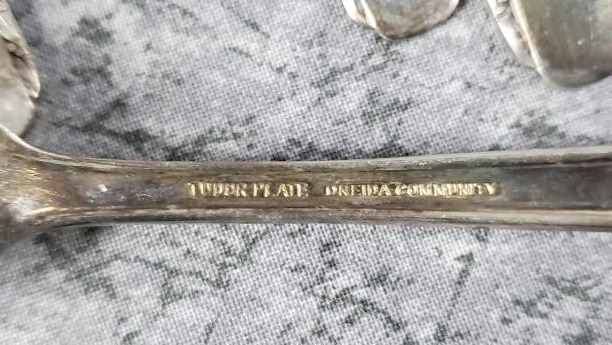 TUDOR PLATE ONEIDA COMMUNITY